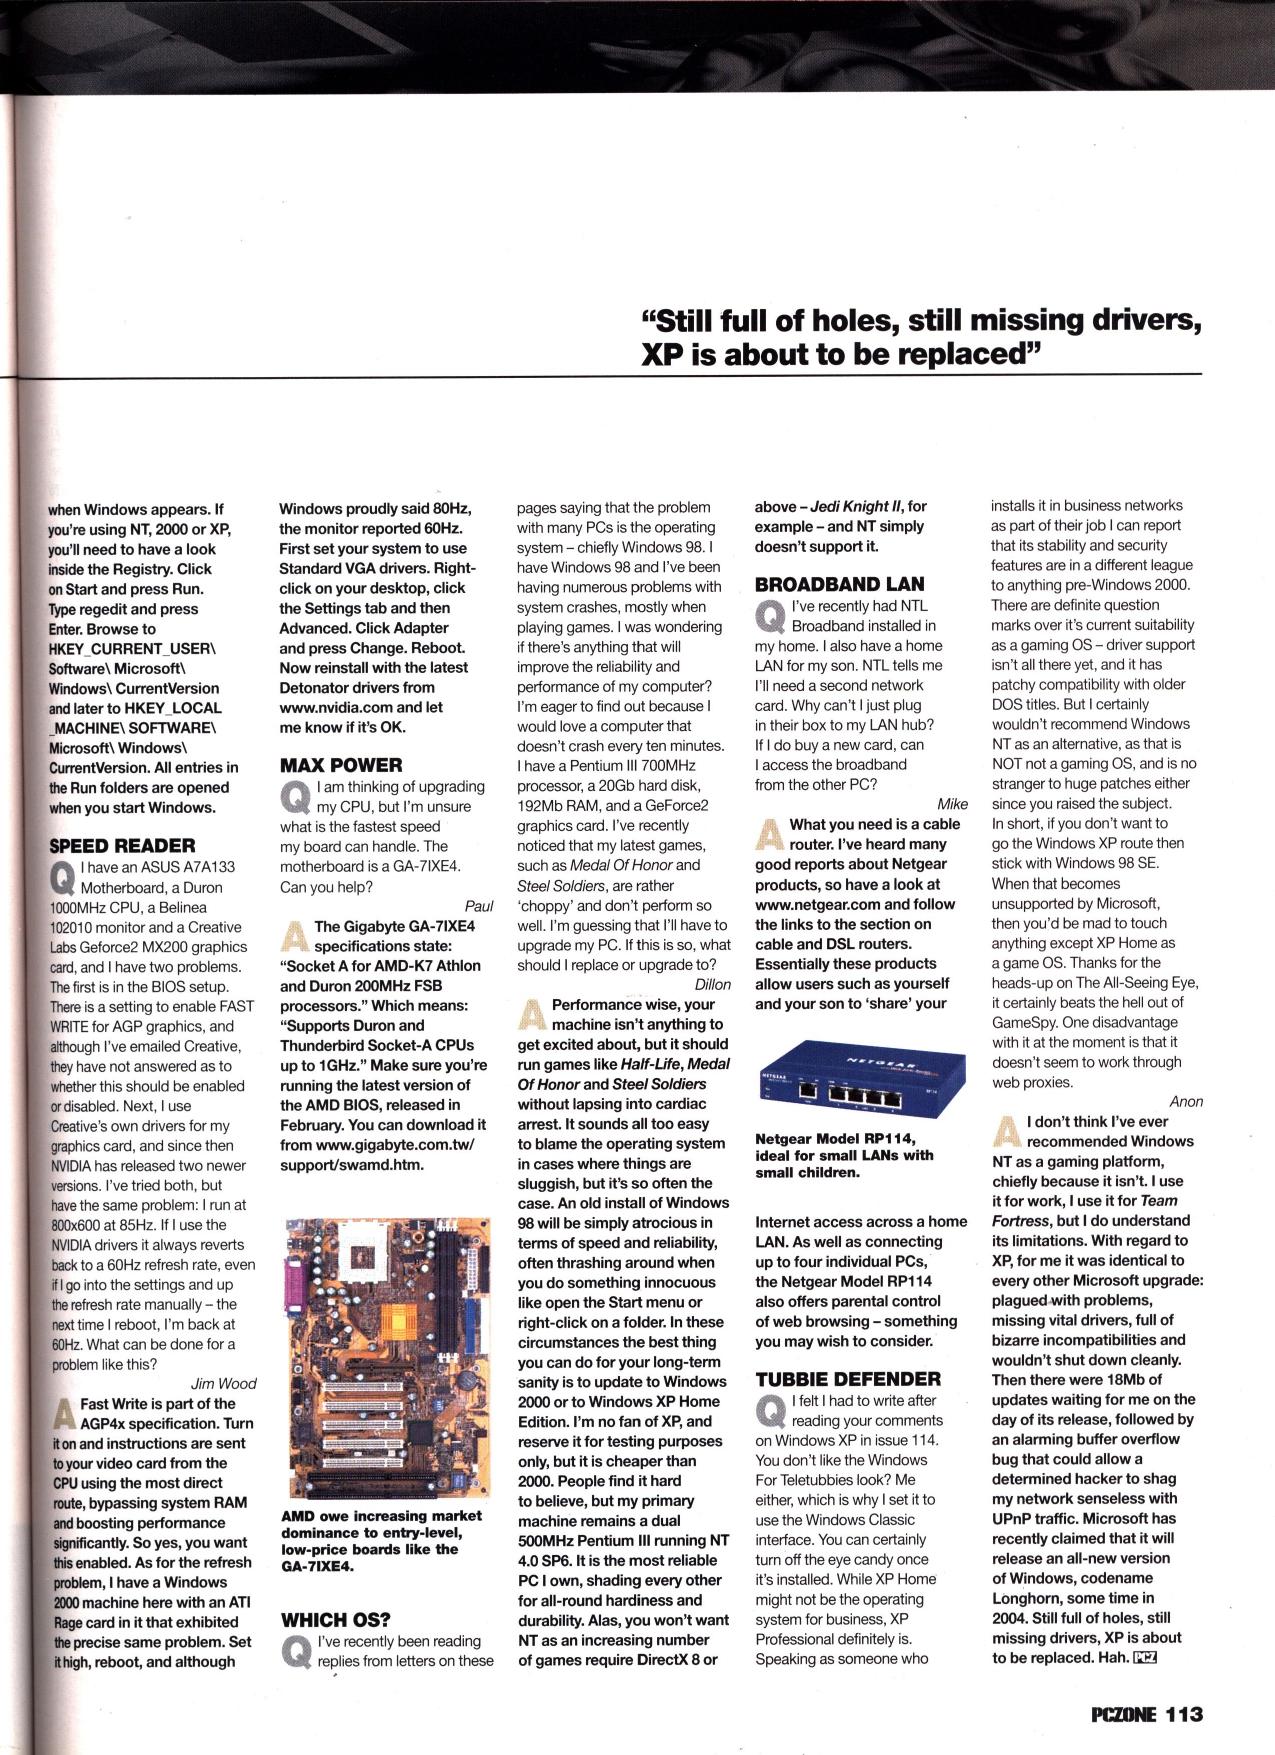 “Still full of holes, still missing drivers,
XP is about to be replaced”
when Windows appears. If
you're using NT, 2000 or XP,
you'll need to have a look
inside the Registry. Click
on Start and press Run.
Type regedit and press
Enter. Browse to
HKEY_CURRENT_USER\
Software\ Microsoft\
Windows\ CurrentVersion
and later to HKEY_LOCAL
_MACHINE\ SOFTWARE\
Microsoft\ Windows\
CurrentVersion. All entries in
the Run folders are opened
when you start Windows.
SPEED READER
Q I have an ASUS A7A133
Motherboard, a Duron
1000MHz CPU, a Belinea
102010 monitor and a Creative
Labs Geforce2 MX200 graphics
card, and I have two problems.
The first is in the BIOS setup.
There is a setting to enable FAST
WRITE for AGP graphics, and
although I've emailed Creative,
they have not answered as to
whether this should be enabled
or disabled. Next, I use
Creative's own drivers for my
graphics card, and since then
NVIDIA has released two newer
versions. I've tried both, but
have the same problem: I run at
800x600 at 85Hz. If I use the
NVIDIA drivers it always reverts
back to a 60Hz refresh rate, even
if I go into the settings and up
the refresh rate manually – the
next time I reboot, I'm back at
60Hz. What can be done for a
problem like this?
Jim Wood
A Fast Write is part of the
AGP4x specification. Turn
it on and instructions are sent
to your video card from the
CPU using the most direct
route, bypassing system RAM
and boosting performance
significantly. So yes, you want
this enabled. As for the refresh
problem, I have a Windows
2000 machine here with an ATI
Rage card in it that exhibited
the precise same problem. Set
it high, reboot, and although
Windows proudly said 80Hz,
the monitor reported 60Hz.
First set your system to use
Standard VGA drivers. Right-
click on your desktop, click
the Settings tab and then
Advanced. Click Adapter
and press Change. Reboot.
Now reinstall with the latest
Detonator drivers from
www.nvidia.com and let
me know if it's OK.
MAX POWER
Q I am thinking of upgrading
my CPU, but I'm unsure
what is the fastest speed
my board can handle. The
motherboard is a GA-7IXE4.
Can you help?
Paul
A The Gigabyte GA-7IXE4
specifications state:
“Socket A for AMD-K7 Athlon
and Duron 200MHz FSB
processors.” Which means:
“Supports Duron and
Thunderbird Socket-A CPUs
up to 1GHz.” Make sure you're
running the latest version of
the AMD BIOS, released in
February. You can download it
from www.gigabyte.com.tw/
support/swamd.htm.
AMD owe increasing market
dominance to entry-level,
low-price boards like the
GA-7IXE4.
WHICH OS?
Q I've recently been reading
replies from letters on these
pages saying that the problem
with many PCs is the operating
system – chiefly Windows 98. I
have Windows 98 and I've been
having numerous problems with
system crashes, mostly when
playing games. I was wondering
if there's anything that will
improve the reliability and
performance of my computer?
I'm eager to find out because I
would love a computer that
doesn't crash every ten minutes.
I have a Pentium III 700MHz
processor, a 20Gb hard disk,
192Mb RAM, and a GeForce2
graphics card. I've recently
noticed that my latest games,
such as Medal Of Honor and
Steel Soldiers, are rather
‘choppy’ and don't perform so
well. I'm guessing that I'll have to
upgrade my PC. If this is so, what
should I replace or upgrade to?
Dillon
A Performance wise, your
machine isn't anything to
get excited about, but it should
run games like Half-Life, Medal
Of Honor and Steel Soldiers
without lapsing into cardiac
arrest. It sounds all too easy
to blame the operating system
in cases where things are
sluggish, but it's so often the
case. An old install of Windows
98 will be simply atrocious in
terms of speed and reliability,
often thrashing around when
you do something innocuous
like open the Start menu or
right-click on a folder. In these
circumstances the best thing
you can do for your long-term
sanity is to update to Windows
2000 or to Windows XP Home
Edition. I'm no fan of XP, and
reserve it for testing purposes
only, but it is cheaper than
2000. People find it hard
to believe, but my primary
machine remains a dual
500MHz Pentium III running NT
4.0 SP6. It is the most reliable
PC I own, shading every other
for all-round hardiness and
durability. Alas, you won't want
NT as an increasing number
of games require DirectX 8 or
above – Jedi Knight II, for
example – and NT simply
doesn't support it.
BROADBAND LAN
Q I've recently had NTL
Broadband installed in
my home. I also have a home
LAN for my son. NTL tells me
I'll need a second network
card. Why can't I just plug
in their box to my LAN hub?
If I do buy a new card, can
I access the broadband
from the other PC?
Mike
A What you need is a cable
router. I've heard many
good reports about Netgear
products, so have a look at
www.netgear.com and follow
the links to the section on
cable and DSL routers.
Essentially these products
allow users such as yourself
and your son to ‘share’ your
NETGEAR
NETGEAR
Netgear Model RP114,
ideal for small LANs with
small children.
Internet access across a home
LAN. As well as connecting
up to four individual PCs,
the Netgear Model RP114
also offers parental control
of web browsing – something
you may wish to consider.
TUBBIE DEFENDER
Q I felt I had to write after
reading your comments
on Windows XP in issue 114.
You don't like the Windows
For Teletubbies look? Me
either, which is why I set it to
use the Windows Classic
interface. You can certainly
turn off the eye candy once
it's installed. While XP Home
might not be the operating
system for business, XP
Professional definitely is.
Speaking as someone who
installs it in business networks
as part of their job I can report
that its stability and security
features are in a different league
to anything pre-Windows 2000.
There are definite question
marks over it's current suitability
as a gaming OS – driver support
isn't all there yet, and it has
patchy compatibility with older
DOS titles. But I certainly
wouldn't recommend Windows
NT as an alternative, as that is
NOT not a gaming OS, and is no
stranger to huge patches either
since you raised the subject.
In short, if you don't want to
go the Windows XP route then
stick with Windows 98 SE.
When that becomes
unsupported by Microsoft,
then you'd be mad to touch
anything except XP Home as
a game OS. Thanks for the
heads-up on The All-Seeing Eye,
it certainly beats the hell out of
GameSpy. One disadvantage
with it at the moment is that it
doesn't seem to work through
web proxies.
Anon
A I don't think I've ever
recommended Windows
NT as a gaming platform,
chiefly because it isn't. I use
it for work, I use it for Team
Fortress, but I do understand
its limitations. With regard to
XP, for me it was identical to
every other Microsoft upgrade:
plagued with problems,
missing vital drivers, full of
bizarre incompatibilities and
wouldn't shut down cleanly.
Then there were 18Mb of
updates waiting for me on the
day of its release, followed by
an alarming buffer overflow
bug that could allow a
determined hacker to shag
my network senseless with
UPnP traffic. Microsoft has
recently claimed that it will
release an all-new version
of Windows, codename
Longhorn, some time in
2004. Still full of holes, still
missing drivers, XP is about
to be replaced. Hah. PCZ
PCZONE 113